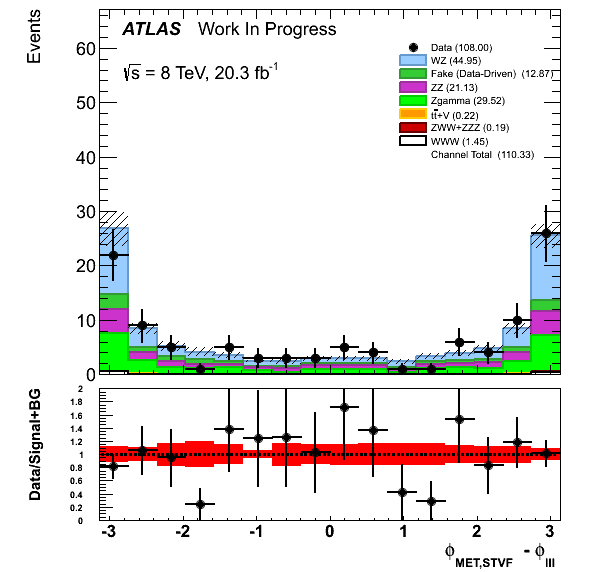 Events
ATLAS Work In Progress
√s = 8 TeV, 20.3 fb⁻¹
Data (108.00)
WZ (44.95)
Fake (Data-Driven) (12.87)
ZZ (21.13)
Zgamma (29.52)
tt̄+V (0.22)
ZWW+ZZZ (0.19)
WWW (1.45)
Channel Total (110.33)
60
50
40
30
20
10
0
Data/Signal+BG
2
1.8
1.6
1.4
1.2
1
0.8
0.6
0.4
0.2
0
-3 -2 -1 0 1 2 3
ϕMET,STVF - ϕlll